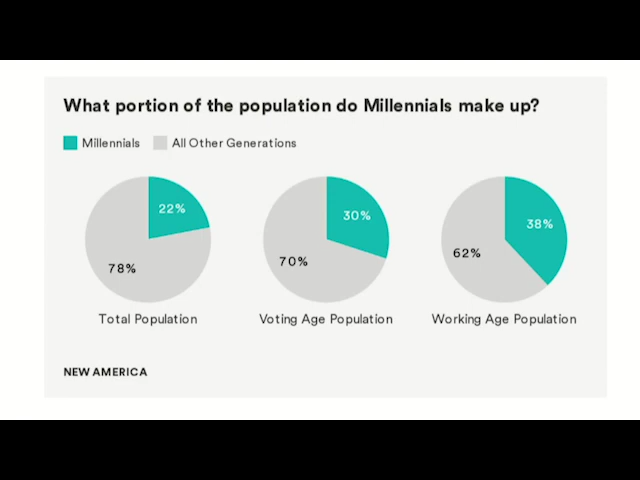 What portion of the population do Millennials make up?
Millennials All Other Generations
22% 30% 38%
78% 70% 62%
Total Population Voting Age Population Working Age Population
NEW AMERICA